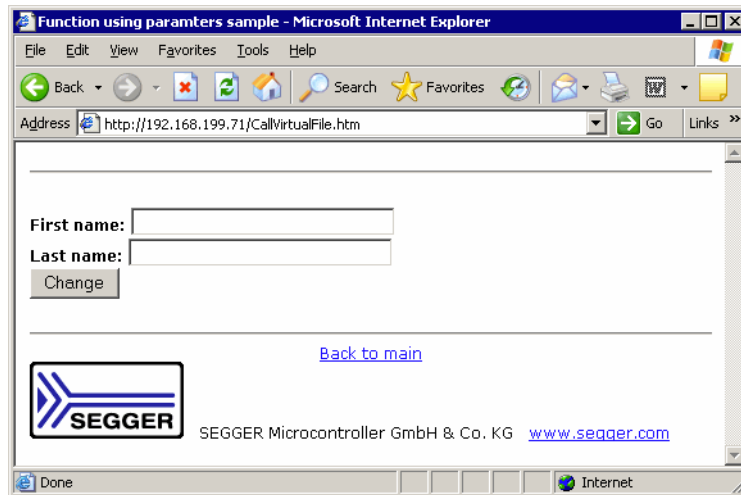 Function using paramters sample - Microsoft Internet Explorer
File Edit View Favorites Tools Help
Back Search Favorites
Address http://192.168.199.71/CallVirtualFile.htm Go Links »
First name:
Last name:
Change
Back to main
SEGGER
SEGGER Microcontroller GmbH & Co. KG www.segger.com
Done Internet